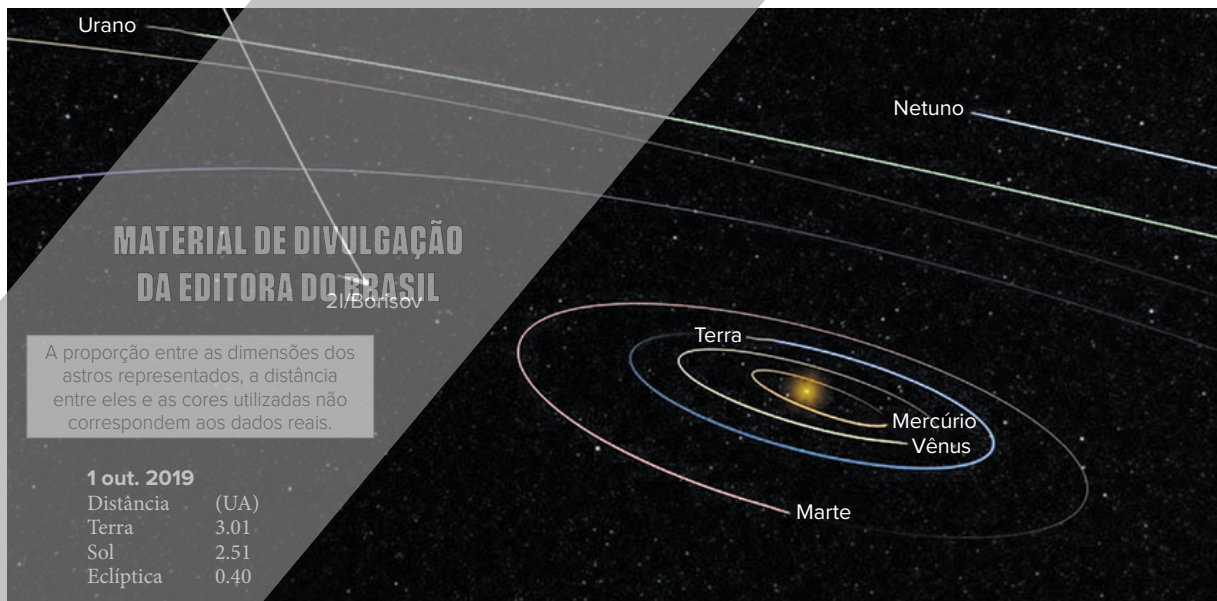 Urano
Netuno
MATERIAL DE DIVULGAÇÃO
DA EDITORA DO BRASIL
2I/Borisov
A proporção entre as dimensões dos
astros representados, a distância
entre eles e as cores utilizadas não
correspondem aos dados reais.
Terra
Mercúrio
Vênus
Marte
1 out. 2019
Distância (UA)
Terra 3.01
Sol 2.51
Eclíptica 0.40